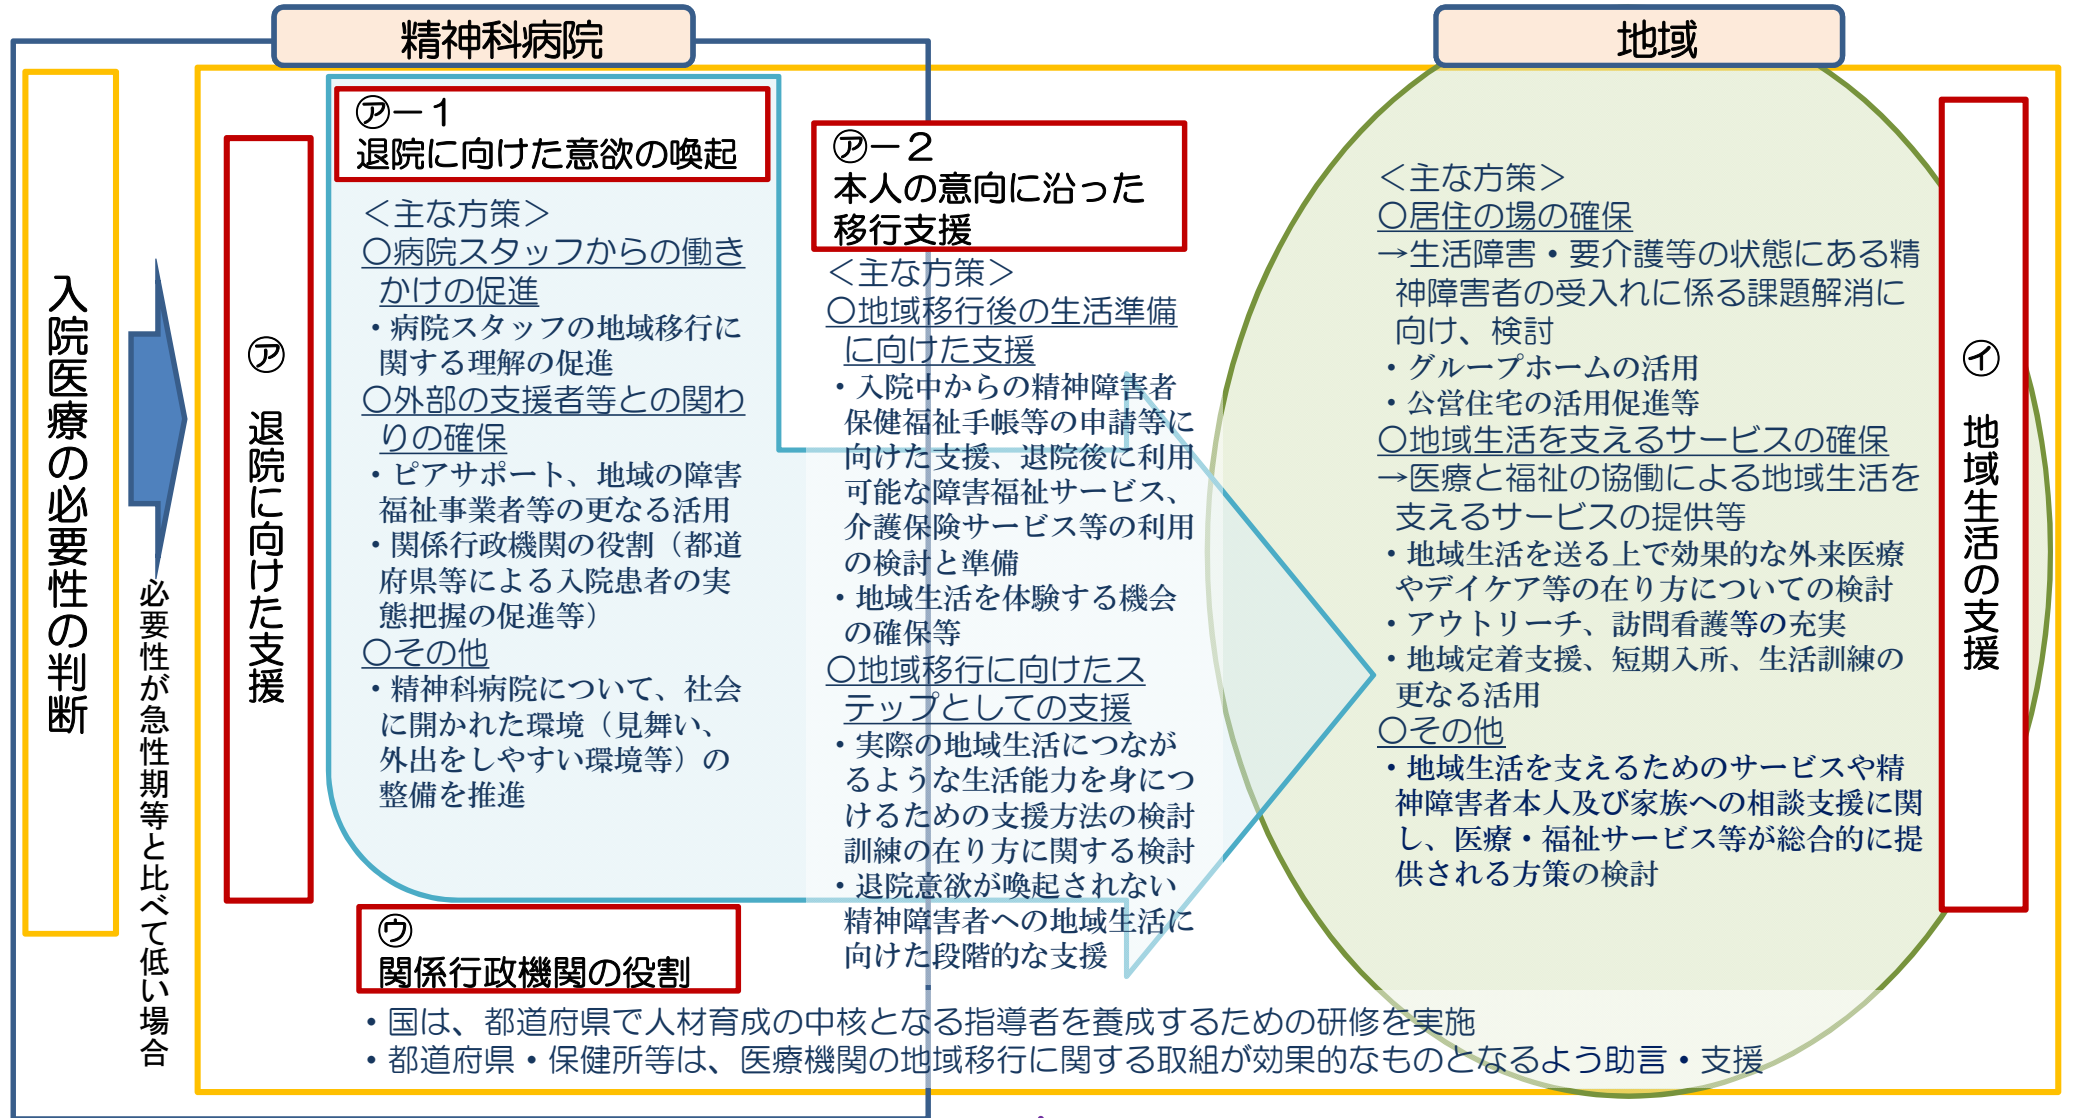 精神科病院
地域
入院医療の必要性の判断
必要性が急性期等と比べて低い場合
㋐ 退院に向けた支援
㋐－１
退院に向けた意欲の喚起
＜主な方策＞
〇病院スタッフからの働き
かけの促進
・病院スタッフの地域移行に
関する理解の促進
〇外部の支援者等との関わ
りの確保
・ピアサポート、地域の障害
福祉事業者等の更なる活用
・関係行政機関の役割（都道
府県等による入院患者の実
態把握の促進等）
〇その他
・精神科病院について、社会
に開かれた環境（見舞い、
外出をしやすい環境等）の
整備を推進
㋐－２
本人の意向に沿った
移行支援
＜主な方策＞
〇地域移行後の生活準備
に向けた支援
・入院中からの精神障害者
保健福祉手帳等の申請等に
向けた支援、退院後に利用
可能な障害福祉サービス、
介護保険サービス等の利用
の検討と準備
・地域生活を体験する機会
の確保等
〇地域移行に向けたス
テップとしての支援
・実際の地域生活につなが
るような生活能力を身につ
けるための支援方法の検討
訓練の在り方に関する検討
・退院意欲が喚起されない
精神障害者への地域生活に
向けた段階的な支援
＜主な方策＞
〇居住の場の確保
→生活障害・要介護等の状態にある精
神障害者の受入れに係る課題解消に
向け、検討
・グループホームの活用
・公営住宅の活用促進等
〇地域生活を支えるサービスの確保
→医療と福祉の協働による地域生活を
支えるサービスの提供等
・地域生活を送る上で効果的な外来医療
やデイケア等の在り方についての検討
・アウトリーチ、訪問看護等の充実
・地域定着支援、短期入所、生活訓練の
更なる活用
〇その他
・地域生活を支えるためのサービスや精
神障害者本人及び家族への相談支援に関
し、医療・福祉サービス等が総合的に提
供される方策の検討
㋑ 地域生活の支援
㋒
関係行政機関の役割
・国は、都道府県で人材育成の中核となる指導者を養成するための研修を実施
・都道府県・保健所等は、医療機関の地域移行に関する取組が効果的なものとなるよう助言・支援